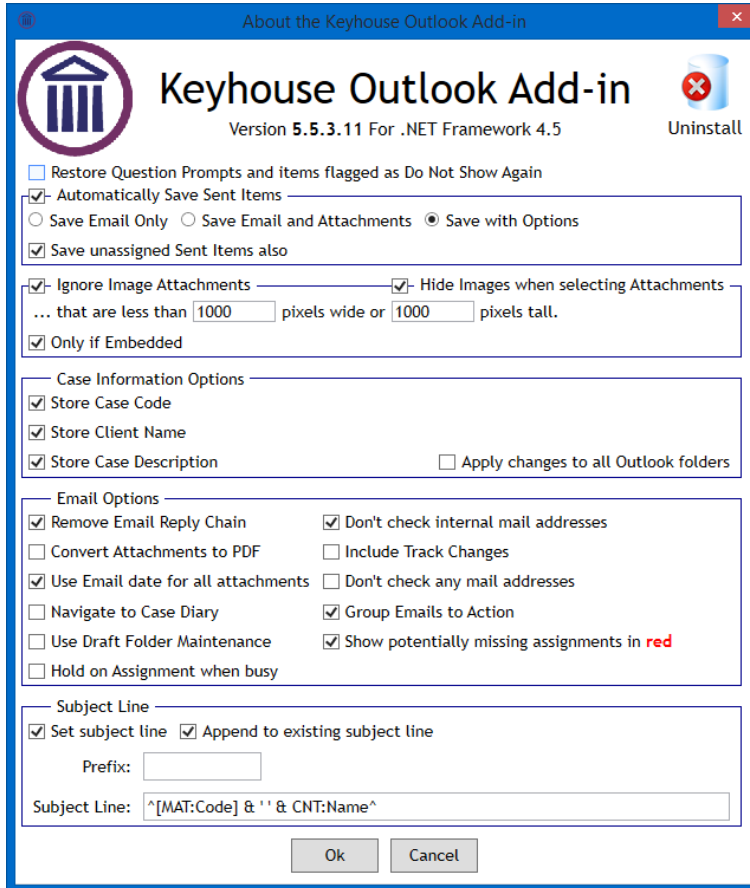 About the Keyhouse Outlook Add-in
Keyhouse Outlook Add-in
Version 5.5.3.11 For .NET Framework 4.5
Uninstall
Restore Question Prompts and items flagged as Do Not Show Again
Automatically Save Sent Items
Save Email Only Save Email and Attachments Save with Options
Save unassigned Sent Items also
Ignore Image Attachments Hide Images when selecting Attachments
... that are less than 1000 pixels wide or 1000 pixels tall.
Only if Embedded
Case Information Options
Store Case Code
Store Client Name
Store Case Description Apply changes to all Outlook folders
Email Options
Remove Email Reply Chain Don't check internal mail addresses
Convert Attachments to PDF Include Track Changes
Use Email date for all attachments Don't check any mail addresses
Navigate to Case Diary Group Emails to Action
Use Draft Folder Maintenance Show potentially missing assignments in red
Hold on Assignment when busy
Subject Line
Set subject line Append to existing subject line
Prefix:
Subject Line: ^[MAT:Code] & ' ' & CNT:Name^
Ok Cancel